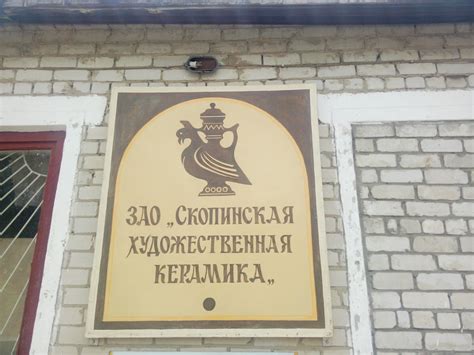 ЗАО „Скопинская
художественная
керамика„